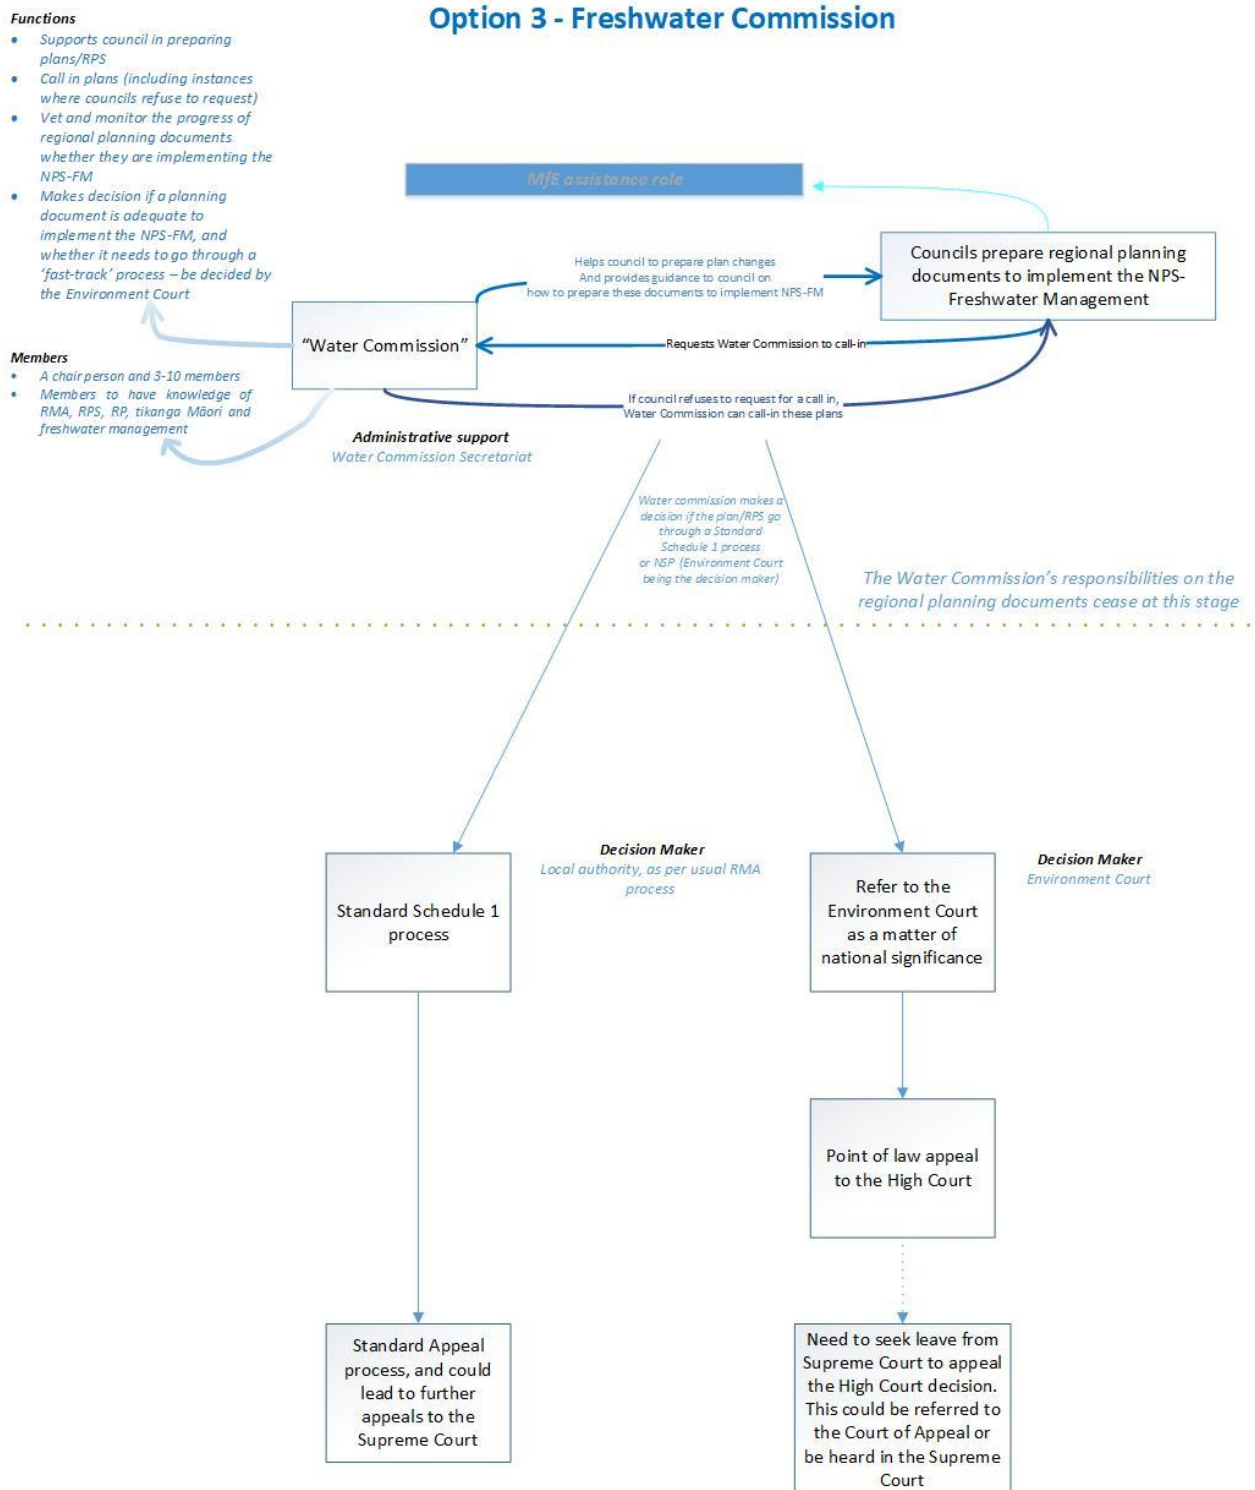 Option 3 - Freshwater Commission
Functions
• Supports council in preparing
plans/RPS
• Call in plans (including instances
where councils refuse to request)
• Vet and monitor the progress of
regional planning documents
whether they are implementing the
NPS-FM
• Makes decision if a planning
document is adequate to
implement the NPS-FM, and
whether it needs to go through a
‘fast-track’ process – be decided by
the Environment Court
MfE assistance role
Councils prepare regional planning
documents to implement the NPS-
Freshwater Management
Helps council to prepare plan changes
And provides guidance to council on
how to prepare these documents to implement NPS-FM
“Water Commission”
Requests Water Commission to call-in
Members
• A chair person and 3-10 members
• Members to have knowledge of
RMA, RPS, RP, tikanga Māori and
freshwater management
If council refuses to request for a call in,
Water Commission can call-in these plans
Administrative support
Water Commission Secretariat
Water commission makes a
decision if the plan/RPS go
through a Standard
Schedule 1 process
or NSP (Environment Court
being the decision maker)
The Water Commission’s responsibilities on the
regional planning documents cease at this stage
Standard Schedule 1
process
Decision Maker
Local authority, as per usual RMA
process
Refer to the
Environment Court
as a matter of
national significance
Decision Maker
Environment Court
Point of law appeal
to the High Court
Standard Appeal
process, and could
lead to further
appeals to the
Supreme Court
Need to seek leave from
Supreme Court to appeal
the High Court decision.
This could be referred to
the Court of Appeal or
be heard in the Supreme
Court